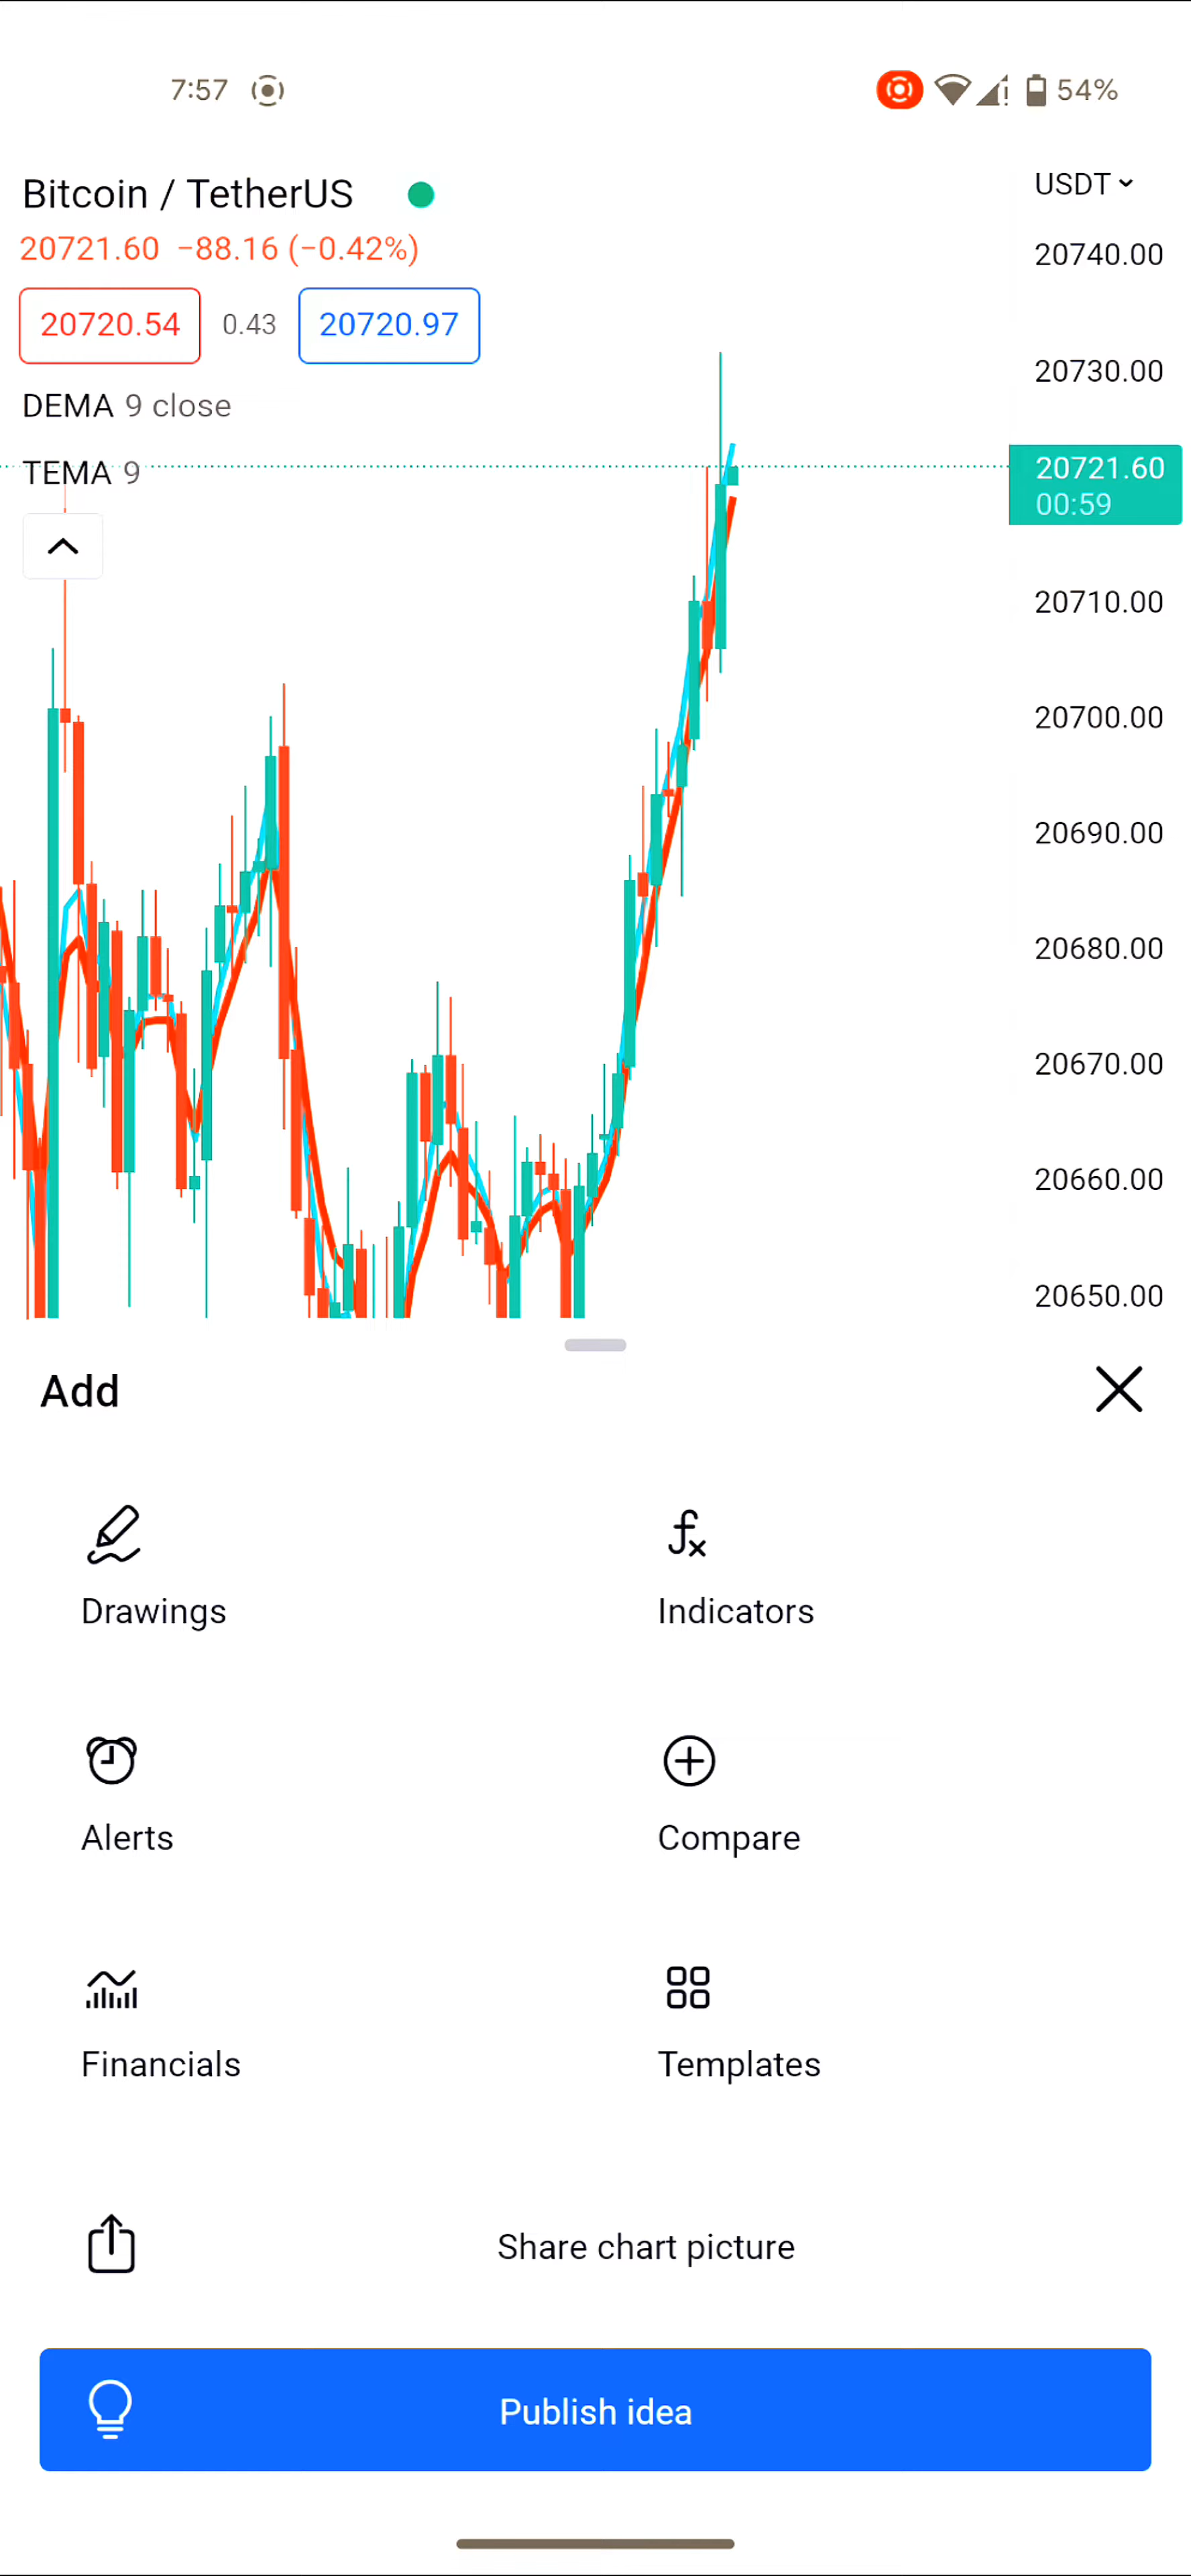 7:57
54%
Bitcoin / TetherUS
USDT
20721.60 −88.16 (−0.42%)
20740.00
20720.54 0.43 20720.97
20730.00
DEMA 9 close
TEMA 9
20721.60
00:59
20710.00
20700.00
20690.00
20680.00
20670.00
20660.00
20650.00
Add
Drawings
Indicators
Alerts
Compare
Financials
Templates
Share chart picture
Publish idea